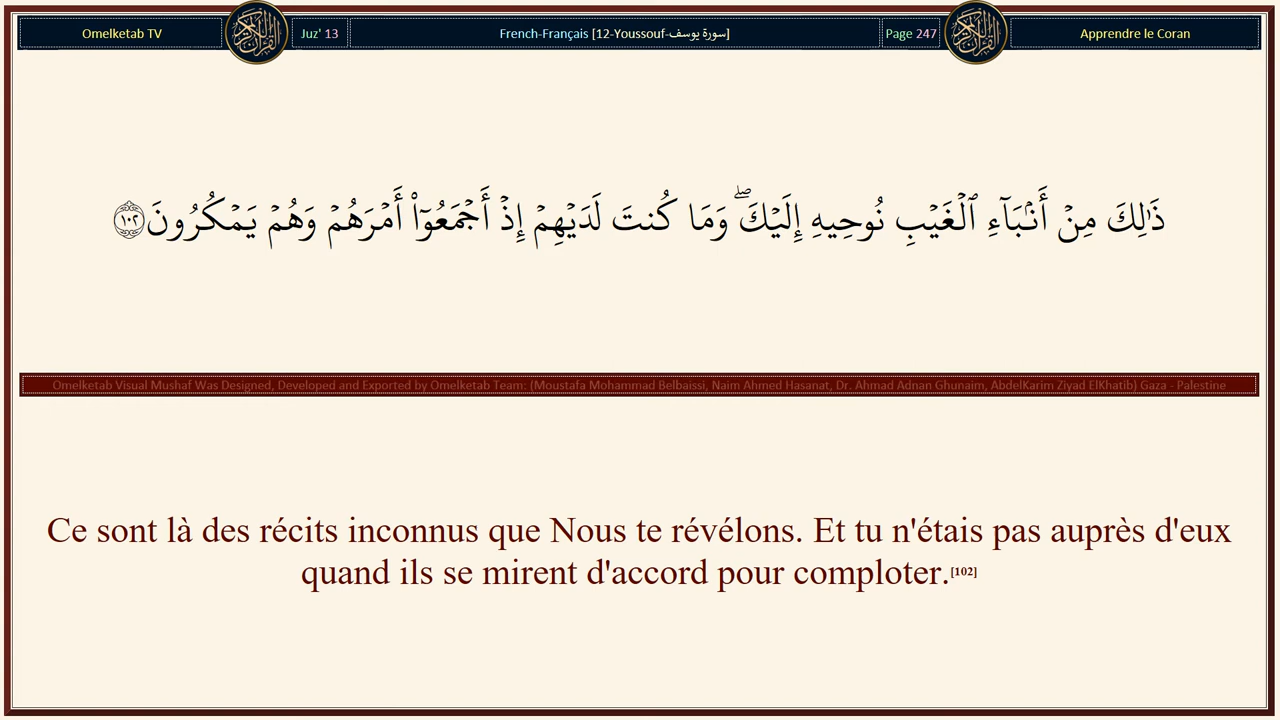 Omelketab TV
Juz' 13
French-Français [12-Youssouf-سورة يوسف]
Page 247
Apprendre le Coran
ذَٰلِكَ مِنْ أَنۢبَآءِ ٱلْغَيْبِ نُوحِيهِ إِلَيْكَ ۖ وَمَا كُنتَ لَدَيْهِمْ إِذْ أَجْمَعُوٓا۟ أَمْرَهُمْ وَهُمْ يَمْكُرُونَ ١٠٢
Omelketab Visual Mushaf Was Designed, Developed and Exported by Omelketab Team: (Moustafa Mohammad Belbaissi, Naim Ahmed Hasanat, Dr. Ahmad Adnan Ghunaim, AbdelKarim Ziyad ElKhatib) Gaza - Palestine
Ce sont là des récits inconnus que Nous te révélons. Et tu n'étais pas auprès d'eux
quand ils se mirent d'accord pour comploter.[102]